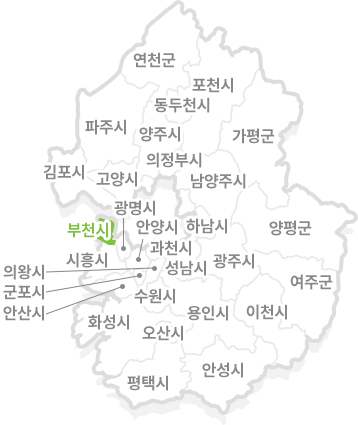 연천군
포천시
동두천시
파주시
양주시
가평군
의정부시
김포시
고양시
남양주시
광명시
부천시
안양시
하남시
양평군
과천시
시흥시
성남시
광주시
의왕시
여주군
군포시
수원시
안산시
용인시
이천시
화성시
오산시
안성시
평택시